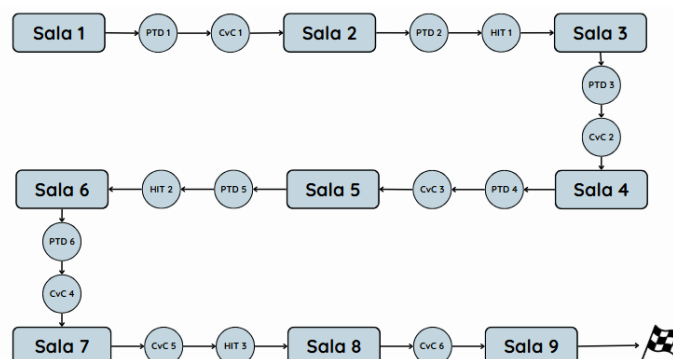 Sala 1
PTD 1
CvC 1
Sala 2
PTD 2
HIT 1
Sala 3
PTD 3
CvC 2
Sala 4
PTD 4
CvC 3
Sala 5
PTD 5
HIT 2
Sala 6
PTD 6
CvC 4
Sala 7
CvC 5
HIT 3
Sala 8
CvC 6
Sala 9